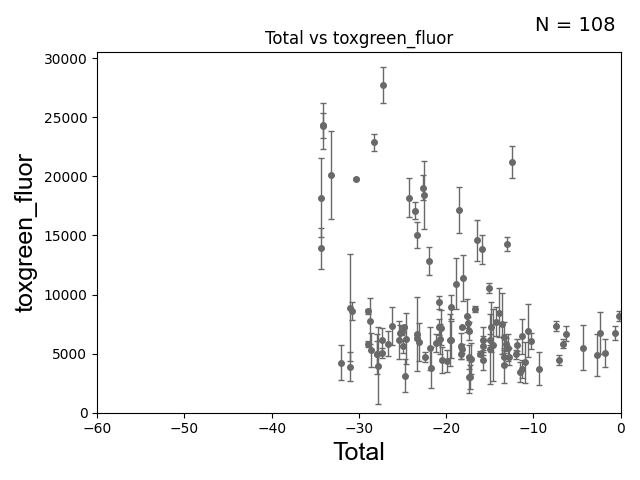 N = 108
Total vs toxgreen_fluor
30000
25000
20000
15000
10000
5000
0
toxgreen_fluor
−60 −50 −40 −30 −20 −10 0
Total